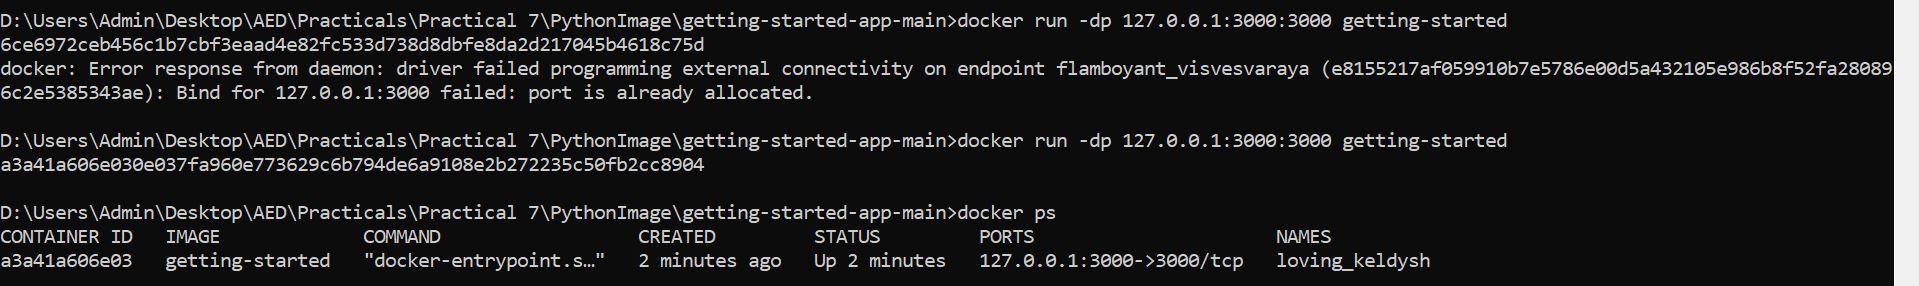 D:\Users\Admin\Desktop\AED\Practicals\Practical 7\PythonImage\getting-started-app-main>docker run -dp 127.0.0.1:3000:3000 getting-started
6ce6972ceb456c1b7cbf3eaad4e82fc533d738d8dbfe8da2d217045b4618c75d
docker: Error response from daemon: driver failed programming external connectivity on endpoint flamboyant_visvesvaraya (e8155217af059910b7e5786e00d5a432105e986b8f52fa28089
6c2e5385343ae): Bind for 127.0.0.1:3000 failed: port is already allocated.
D:\Users\Admin\Desktop\AED\Practicals\Practical 7\PythonImage\getting-started-app-main>docker run -dp 127.0.0.1:3000:3000 getting-started
a3a41a606e030e037fa960e773629c6b794de6a9108e2b272235c50fb2cc8904
D:\Users\Admin\Desktop\AED\Practicals\Practical 7\PythonImage\getting-started-app-main>docker ps
CONTAINER ID   IMAGE             COMMAND                  CREATED         STATUS         PORTS                      NAMES
a3a41a606e03   getting-started   "docker-entrypoint.s…"   2 minutes ago   Up 2 minutes   127.0.0.1:3000->3000/tcp   loving_keldysh